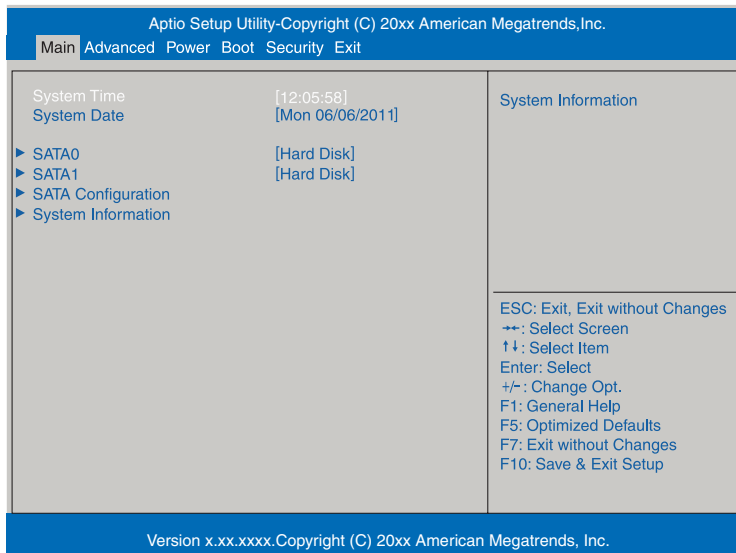 Aptio Setup Utility-Copyright (C) 20xx American Megatrends,Inc.
Main Advanced Power Boot Security Exit
System Time [12:05:58]
System Date [Mon 06/06/2011]
SATA0 [Hard Disk]
SATA1 [Hard Disk]
SATA Configuration
System Information
System Information
ESC: Exit, Exit without Changes
→←: Select Screen
↑↓: Select Item
Enter: Select
+/-: Change Opt.
F1: General Help
F5: Optimized Defaults
F7: Exit without Changes
F10: Save & Exit Setup
Version x.xx.xxxx.Copyright (C) 20xx American Megatrends, Inc.